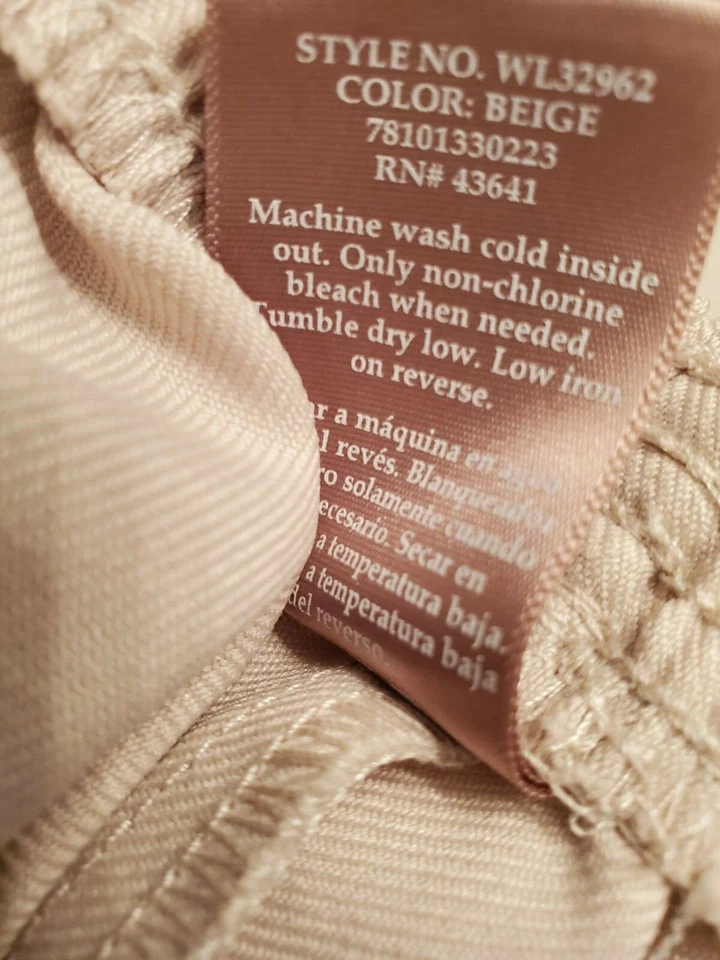 STYLE NO. WL32962
COLOR: BEIGE
78101330223
RN# 43641
Machine wash cold inside
out. Only non-chlorine
bleach when needed.
Tumble dry low. Low iron
on reverse.
a máquina en
revés. Blanqueador
solamente cuando
Secar en
a temperatura baja.
a temperatura baja
del reverso.